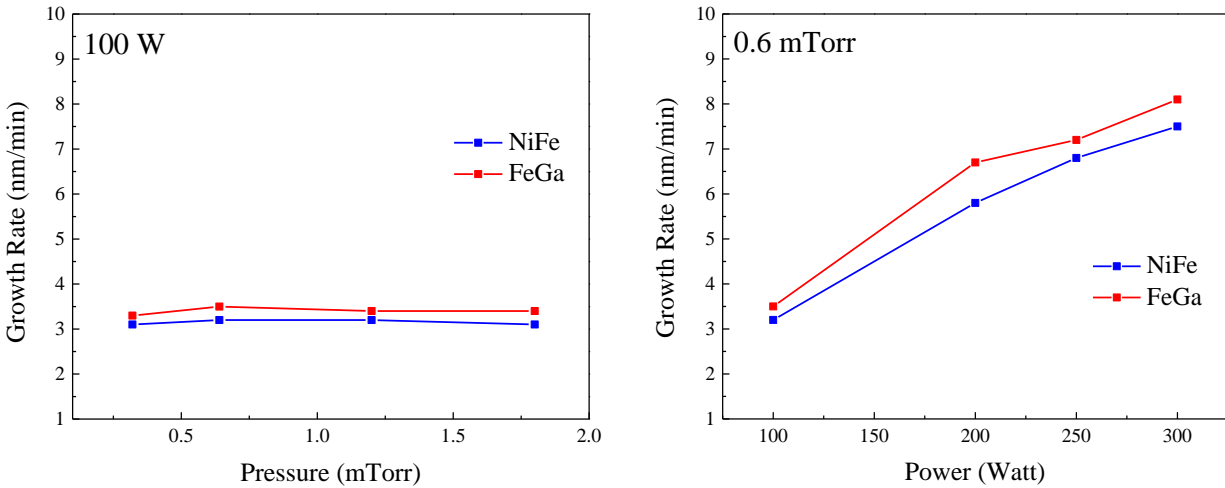 100 W
10
9
8
7
6
5
4
3
2
1
Growth Rate (nm/min)
NiFe
FeGa
0.5 1.0 1.5 2.0
Pressure (mTorr)
0.6 mTorr
10
9
8
7
6
5
4
3
2
1
Growth Rate (nm/min)
NiFe
FeGa
100 150 200 250 300
Power (Watt)